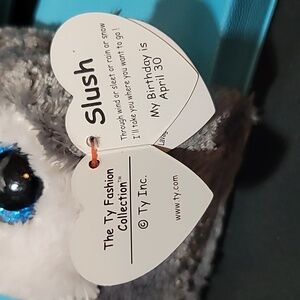 Slush
Through wind or sleet or rain or snow
I'll take you where you want to go !
My Birthday is
April 30
The Ty Fashion
Collection™
© Ty Inc.
www.ty.com